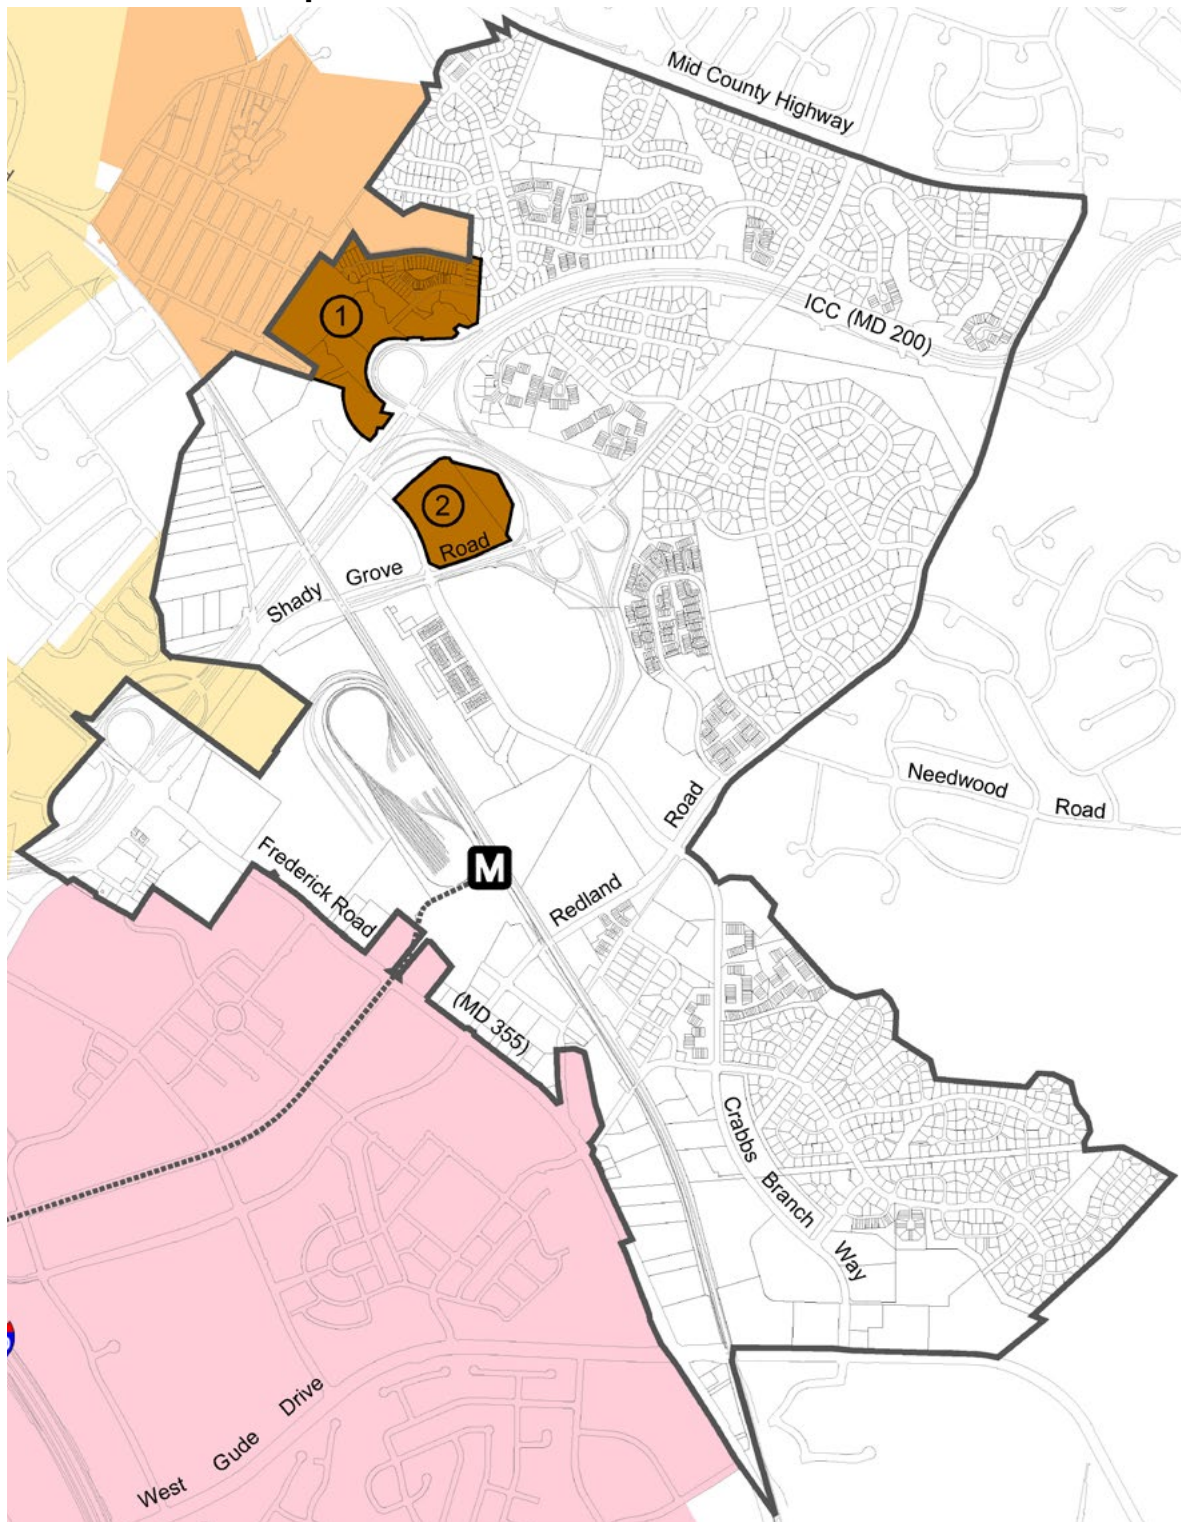 Mid County Highway
1
ICC (MD 200)
2
Shady Grove Road
Needwood Road
Frederick Road
M
Redland Road
(MD 355)
Crabbs Branch Way
West Gude Drive